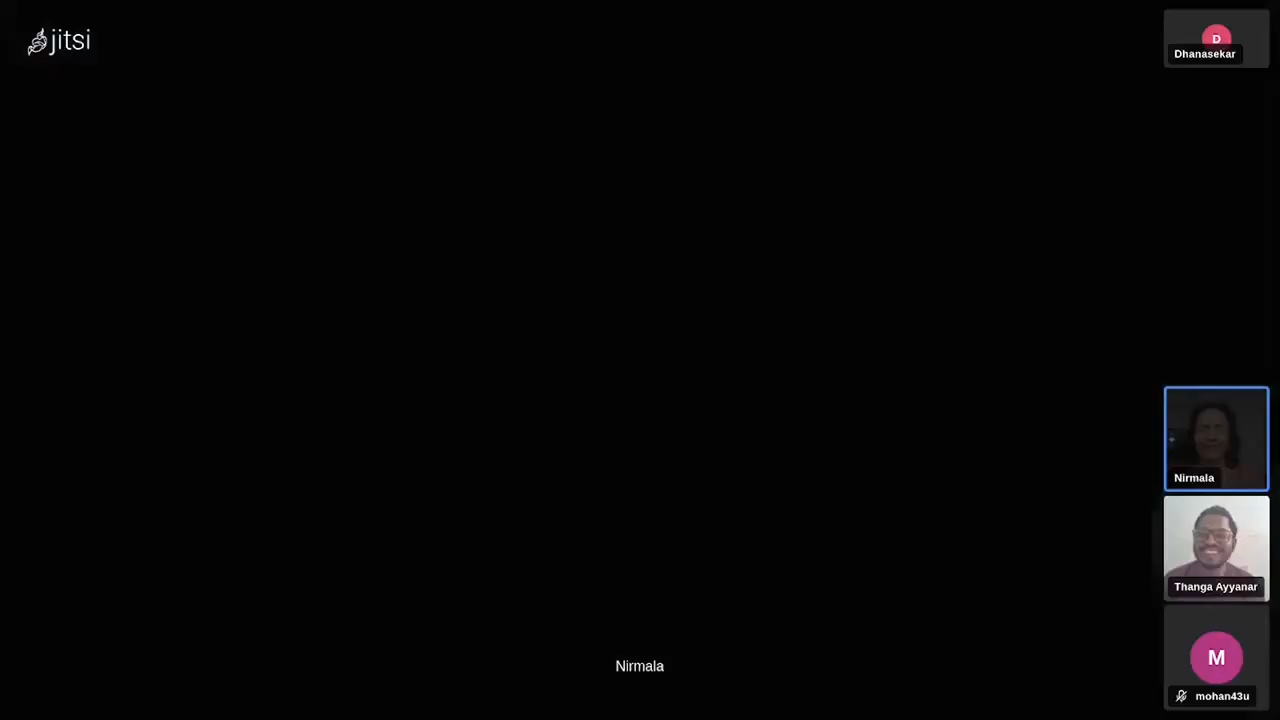 jitsi
D
Dhanasekar
Nirmala
Thanga Ayyanar
M
mohan43u
Nirmala